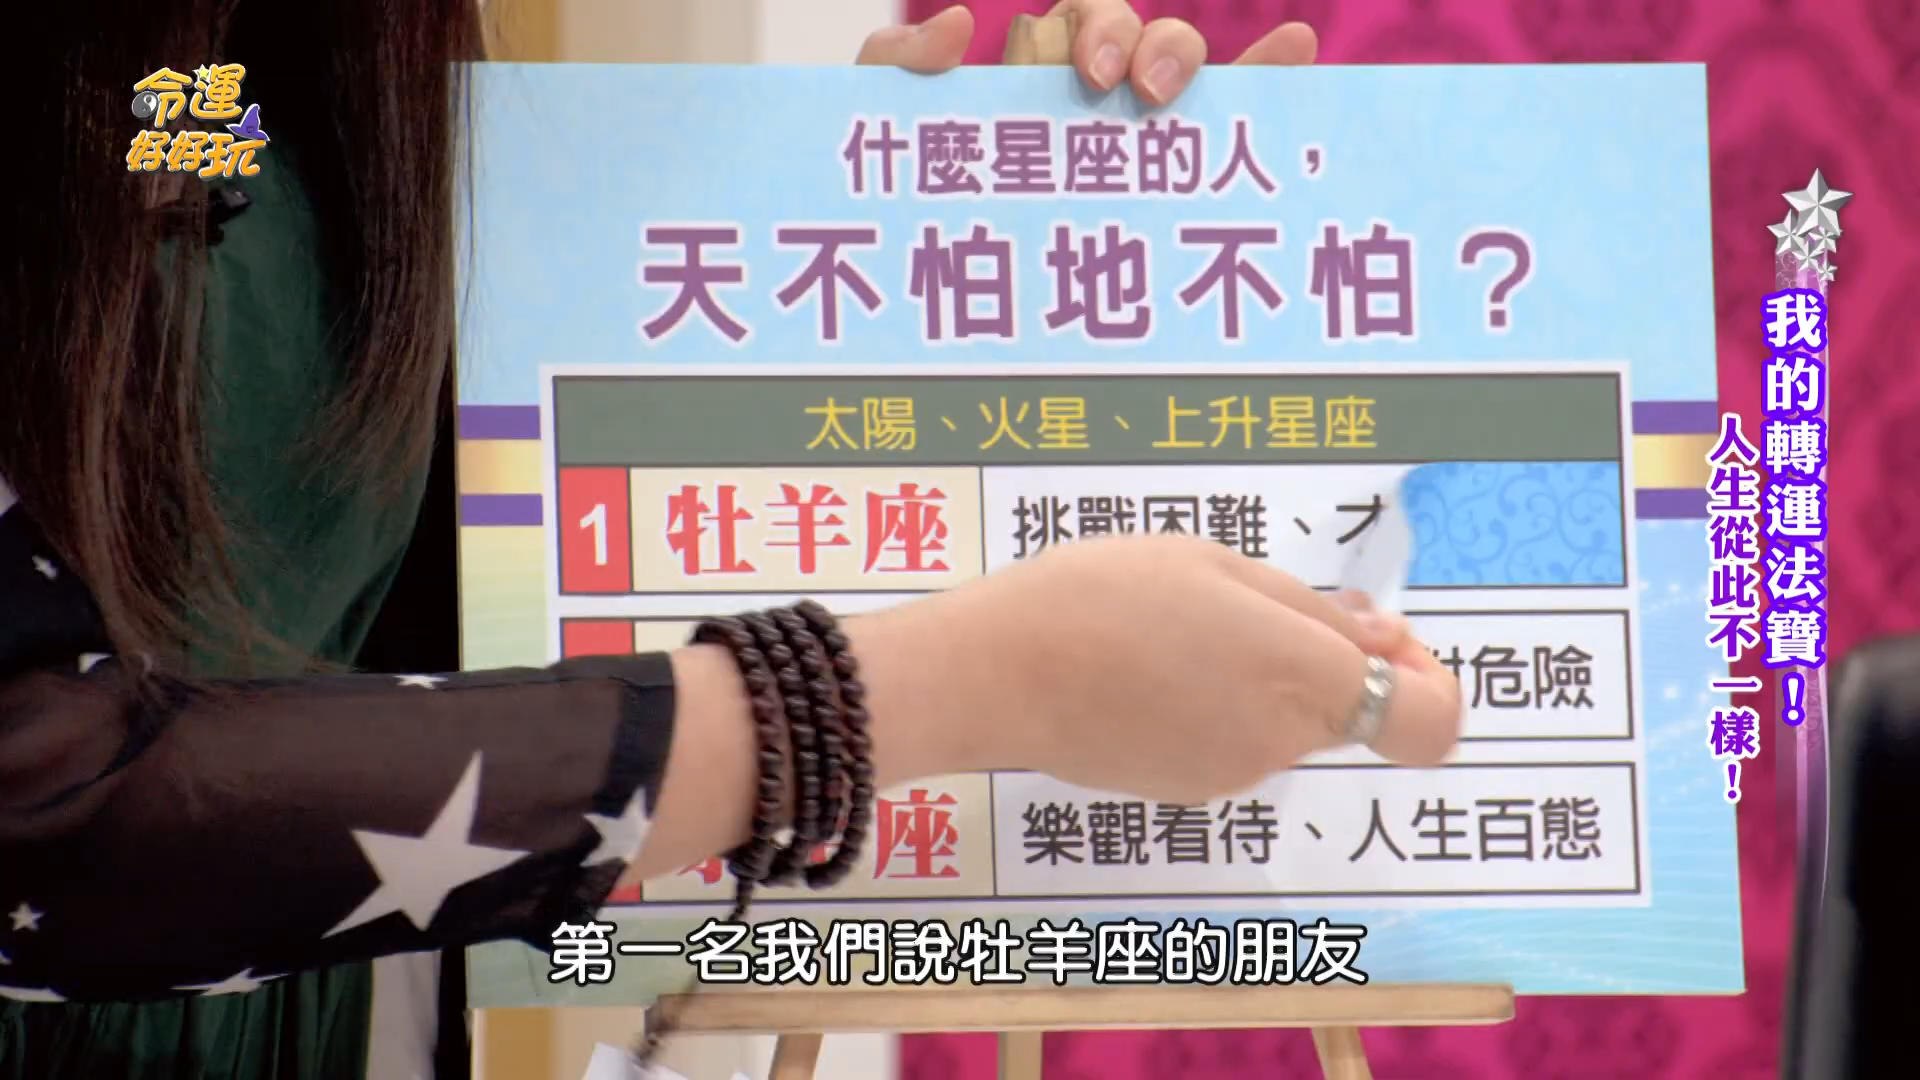 命運
好好玩
什麼星座的人，
天不怕地不怕？
太陽、火星、上升星座
1 牡羊座 挑戰困難、
危險
座 樂觀看待、人生百態
我的轉運法寶！
人生從此不一樣！
第一名我們說牡羊座的朋友